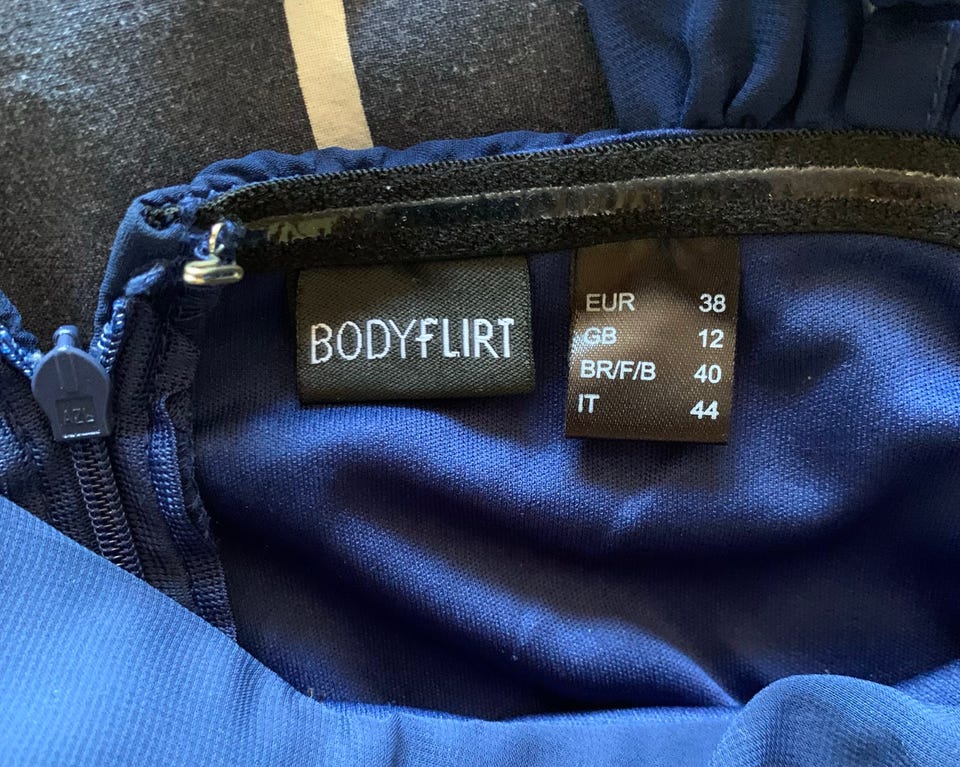 BODYFLIRT
EUR 38
GB 12
BR/F/B 40
IT 44